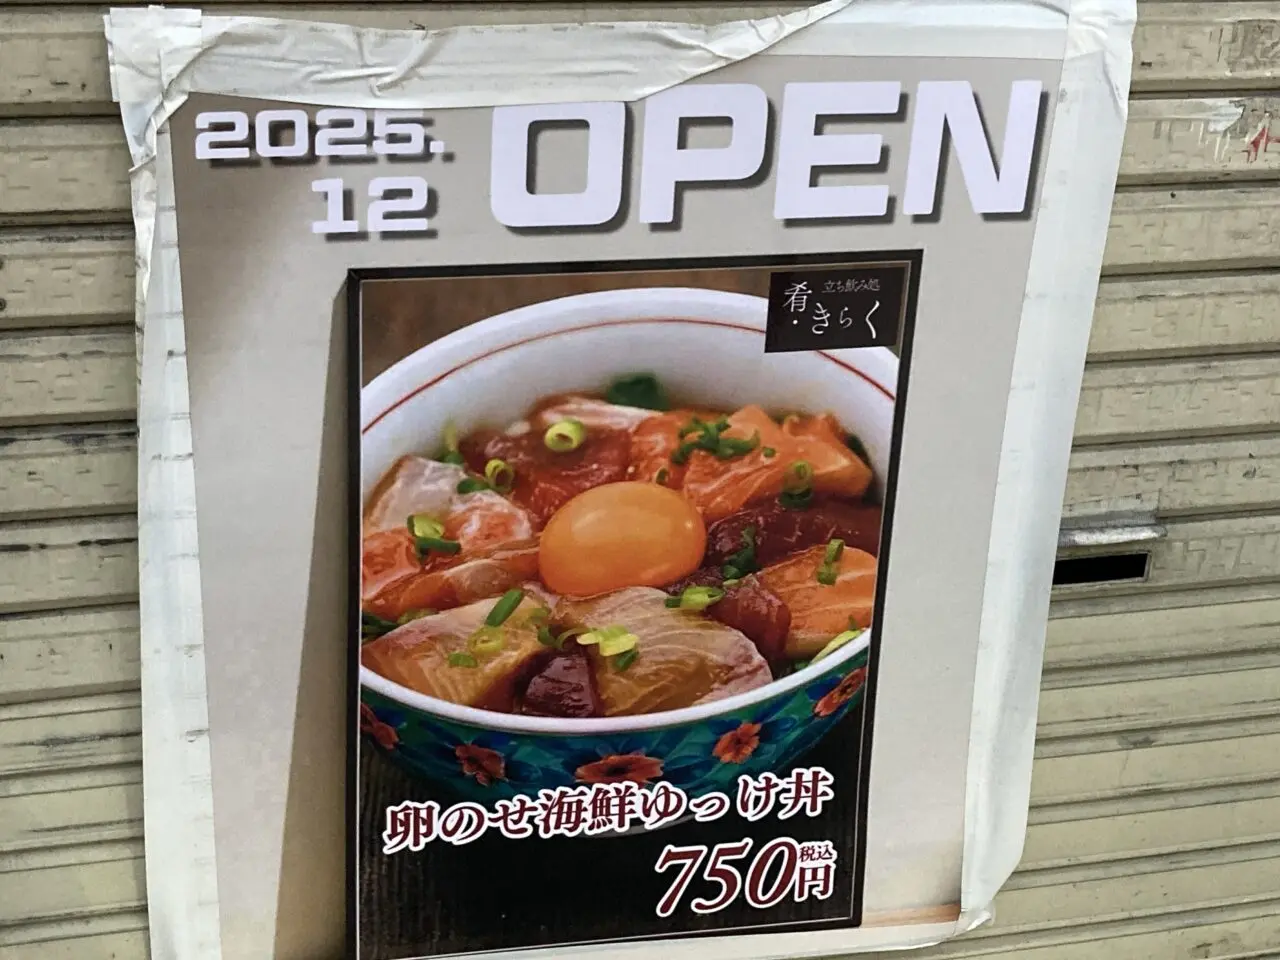 2025.
12
OPEN
立ち飲み処
肴・きらく
卵のせ海鮮ゆっけ丼
750円
税込